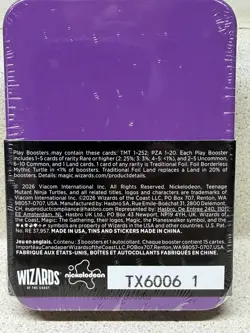 Play Boosters may contain these cards: TMT 1-252; PZA 1-20. Each Play Booster
includes 1-5 cards of rarity Rare or higher (2: 25%; 3: 3%; 4-5: <1%), and 2-5 Uncommon,
6-10 Common, and 1 Land cards. 1 card of any rarity is Traditional Foil. Foil Borderless
Mythic Turtle in <1% of boosters. Traditional Foil Land replaces a Land in 20% of
boosters. Details: magic.wizards.com/productdetails.
© 2026 Viacom International Inc. All Rights Reserved. Nickelodeon, Teenage
Mutant Ninja Turtles, and all related titles, logos and characters are trademarks of
Viacom International Inc. ©2026 Wizards of the Coast LLC, PO Box 707, Renton, WA
98057-0707, USA. Manufactured by: Hasbro SA, Rue Emile-Boéchat 31, 2800 Delémont,
CH, eu.productcompliance@hasbro.com. Represented by: Hasbro, De Entree 240, 1101
EE Amsterdam, NL. Hasbro UK Ltd., PO Box 43 Newport, NP19 4YH, UK. Wizards of
the Coast, Magic: The Gathering, their logos, Magic, the Planeswalker symbol, and the
symbols are property of Wizards in the USA and other countries. U.S. Pat.
No. RE 37,957. MADE IN USA, TINS AND STICKERS MADE IN CHINA.
Jeu en anglais. Contenu : 3 boosters et 1 autocollant. Chaque booster contient 15 cartes.
Importé au Canada par Wizards of the Coast LLC, PO Box 707, Renton, WA 98057-0707, USA.
FABRIQUÉ AUX ÉTATS-UNIS, BOÎTES ET AUTOCOLLANTS FABRIQUÉS EN CHINE.
WIZARDS
OF THE COAST
nickelodeon
TX6006 1